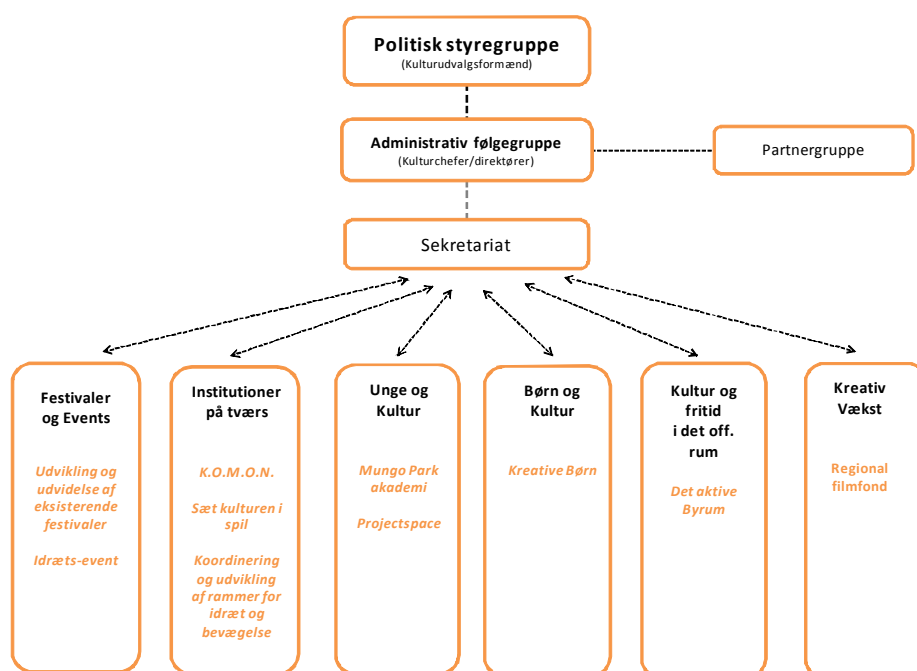 Politisk styregruppe
(Kulturudvalgsformænd)
Administrativ følgegruppe
(Kulturchefer/direktører)
Partnergruppe
Sekretariat
Festivaler
og Events
Udvikling og
udvidelse af
eksisterende
festivaler
Idræts-event
Institutioner
på tværs
K.O.M.O.N.
Sæt kulturen i
spil
Koordinering
og udvikling
af rammer for
idræt og
bevægelse
Unge og
Kultur
Mungo Park
akademi
Projectspace
Børn og
Kultur
Kreative Børn
Kultur og
fritid
i det off.
rum
Det aktive
Byrum
Kreativ
Vækst
Regional
filmfond